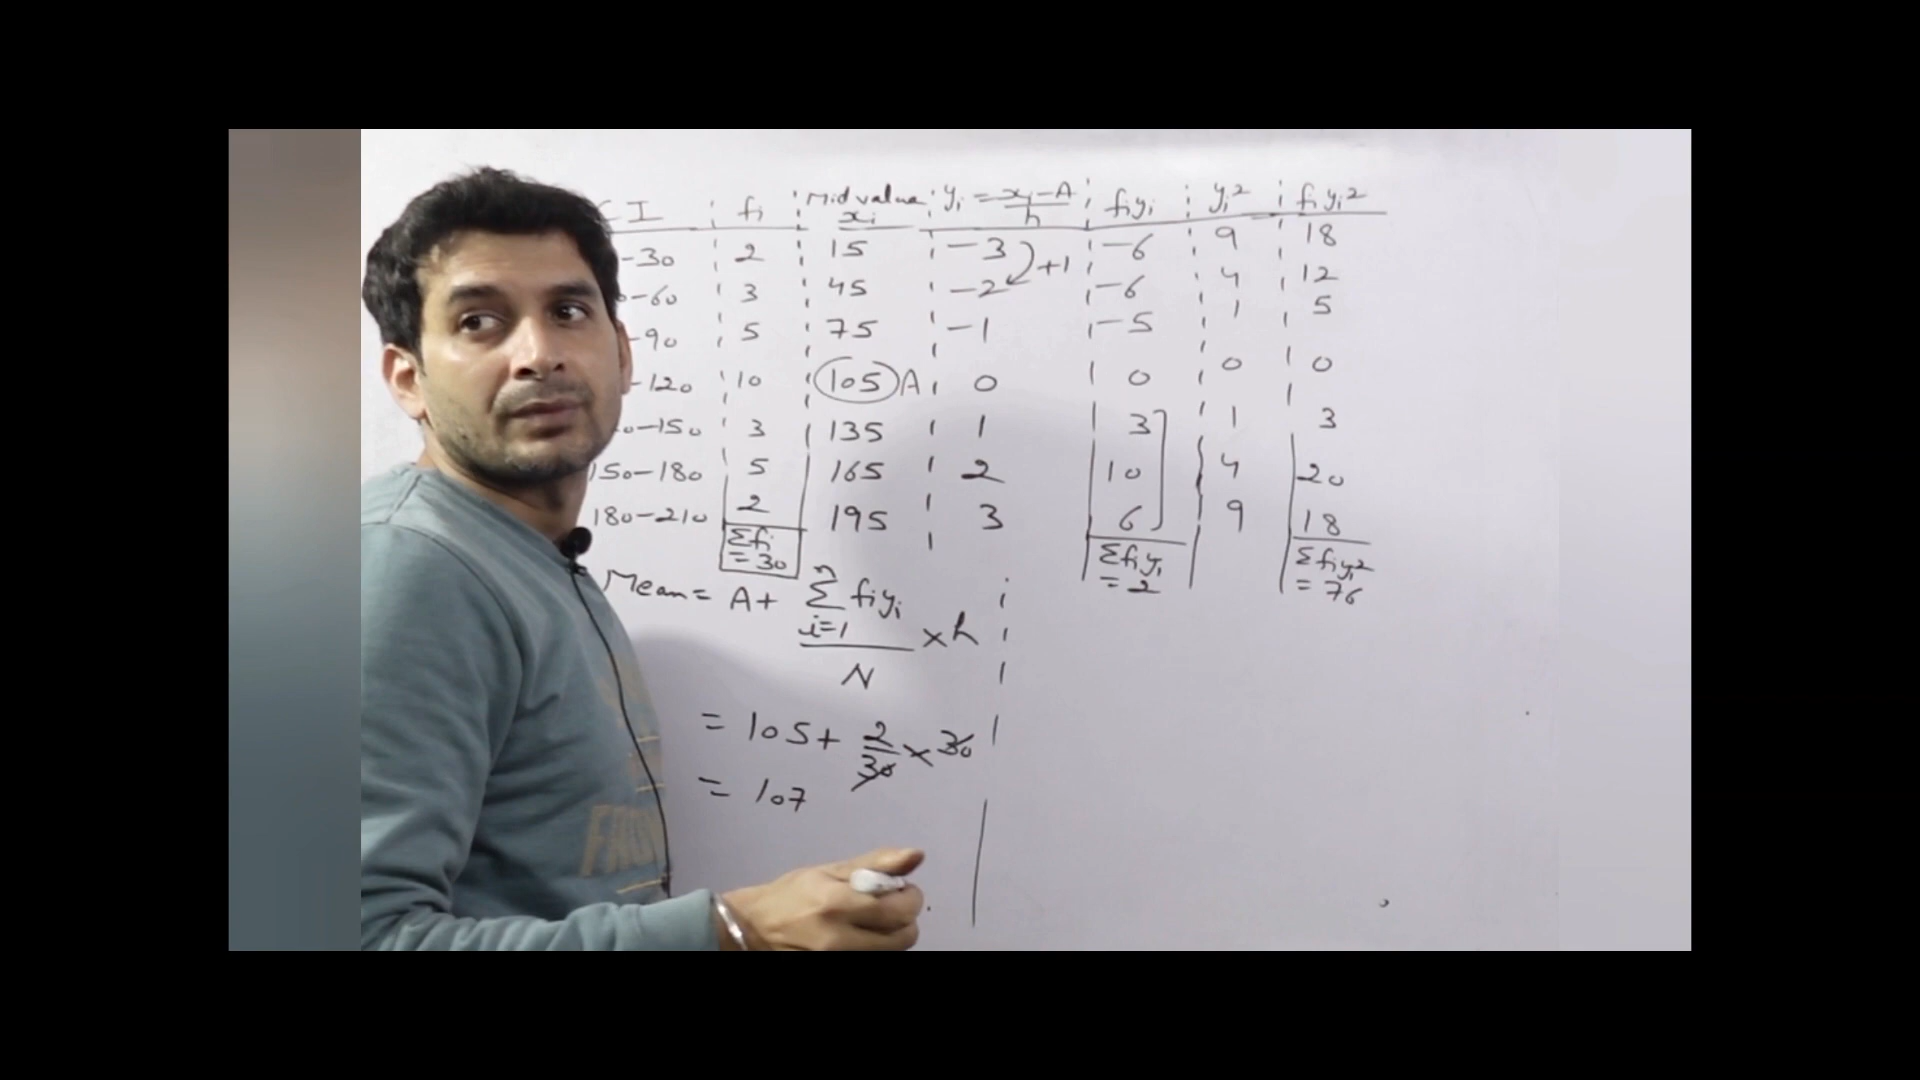 CI fi Mid value xi yi = xi-A/h fiyi yi² fiyi²
-30 2 15 -3 -6 9 18
+1
0-60 3 45 -2 -6 4 12
-90 5 75 -1 -5 1 5
-120 10 105 A 0 0 0 0
0-150 3 135 1 3 1 3
150-180 5 165 2 10 4 20
180-210 2 195 3 6 9 18
Σfi = 30 Σfiyi = 2 Σfiyi² = 76
Mean = A + n Σ i=1 fiyi / N × h
= 105 + 2/30 × 30
= 107